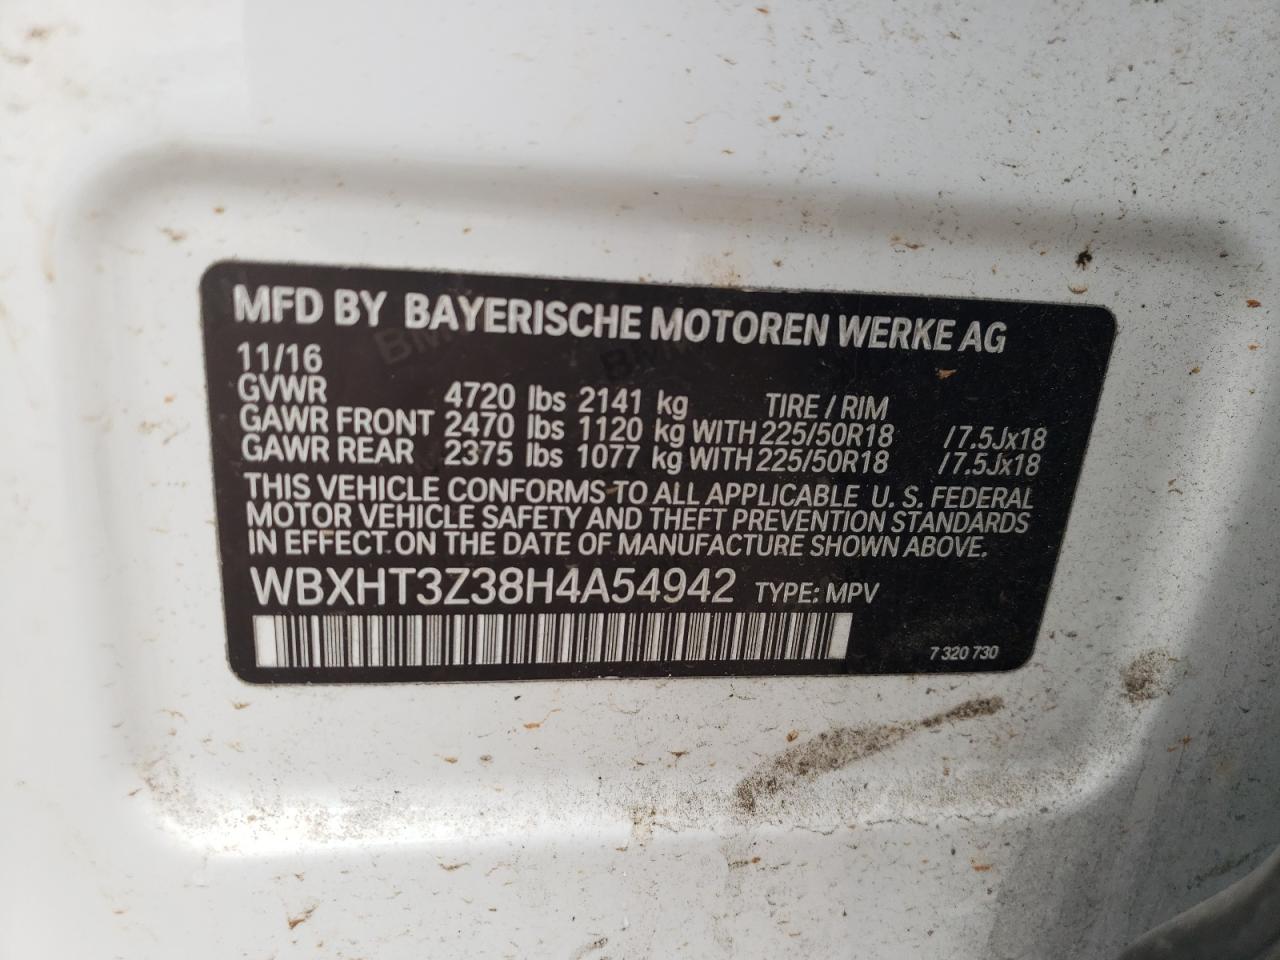 MFD BY BAYERISCHE MOTOREN WERKE AG
11/16
GVWR 4720 lbs 2141 kg TIRE / RIM
GAWR FRONT 2470 lbs 1120 kg WITH 225/50R18 /7.5Jx18
GAWR REAR 2375 lbs 1077 kg WITH 225/50R18 /7.5Jx18
THIS VEHICLE CONFORMS TO ALL APPLICABLE U. S. FEDERAL
MOTOR VEHICLE SAFETY AND THEFT PREVENTION STANDARDS
IN EFFECT ON THE DATE OF MANUFACTURE SHOWN ABOVE.
WBXHT3Z38H4A54942 TYPE: MPV
7 320 730